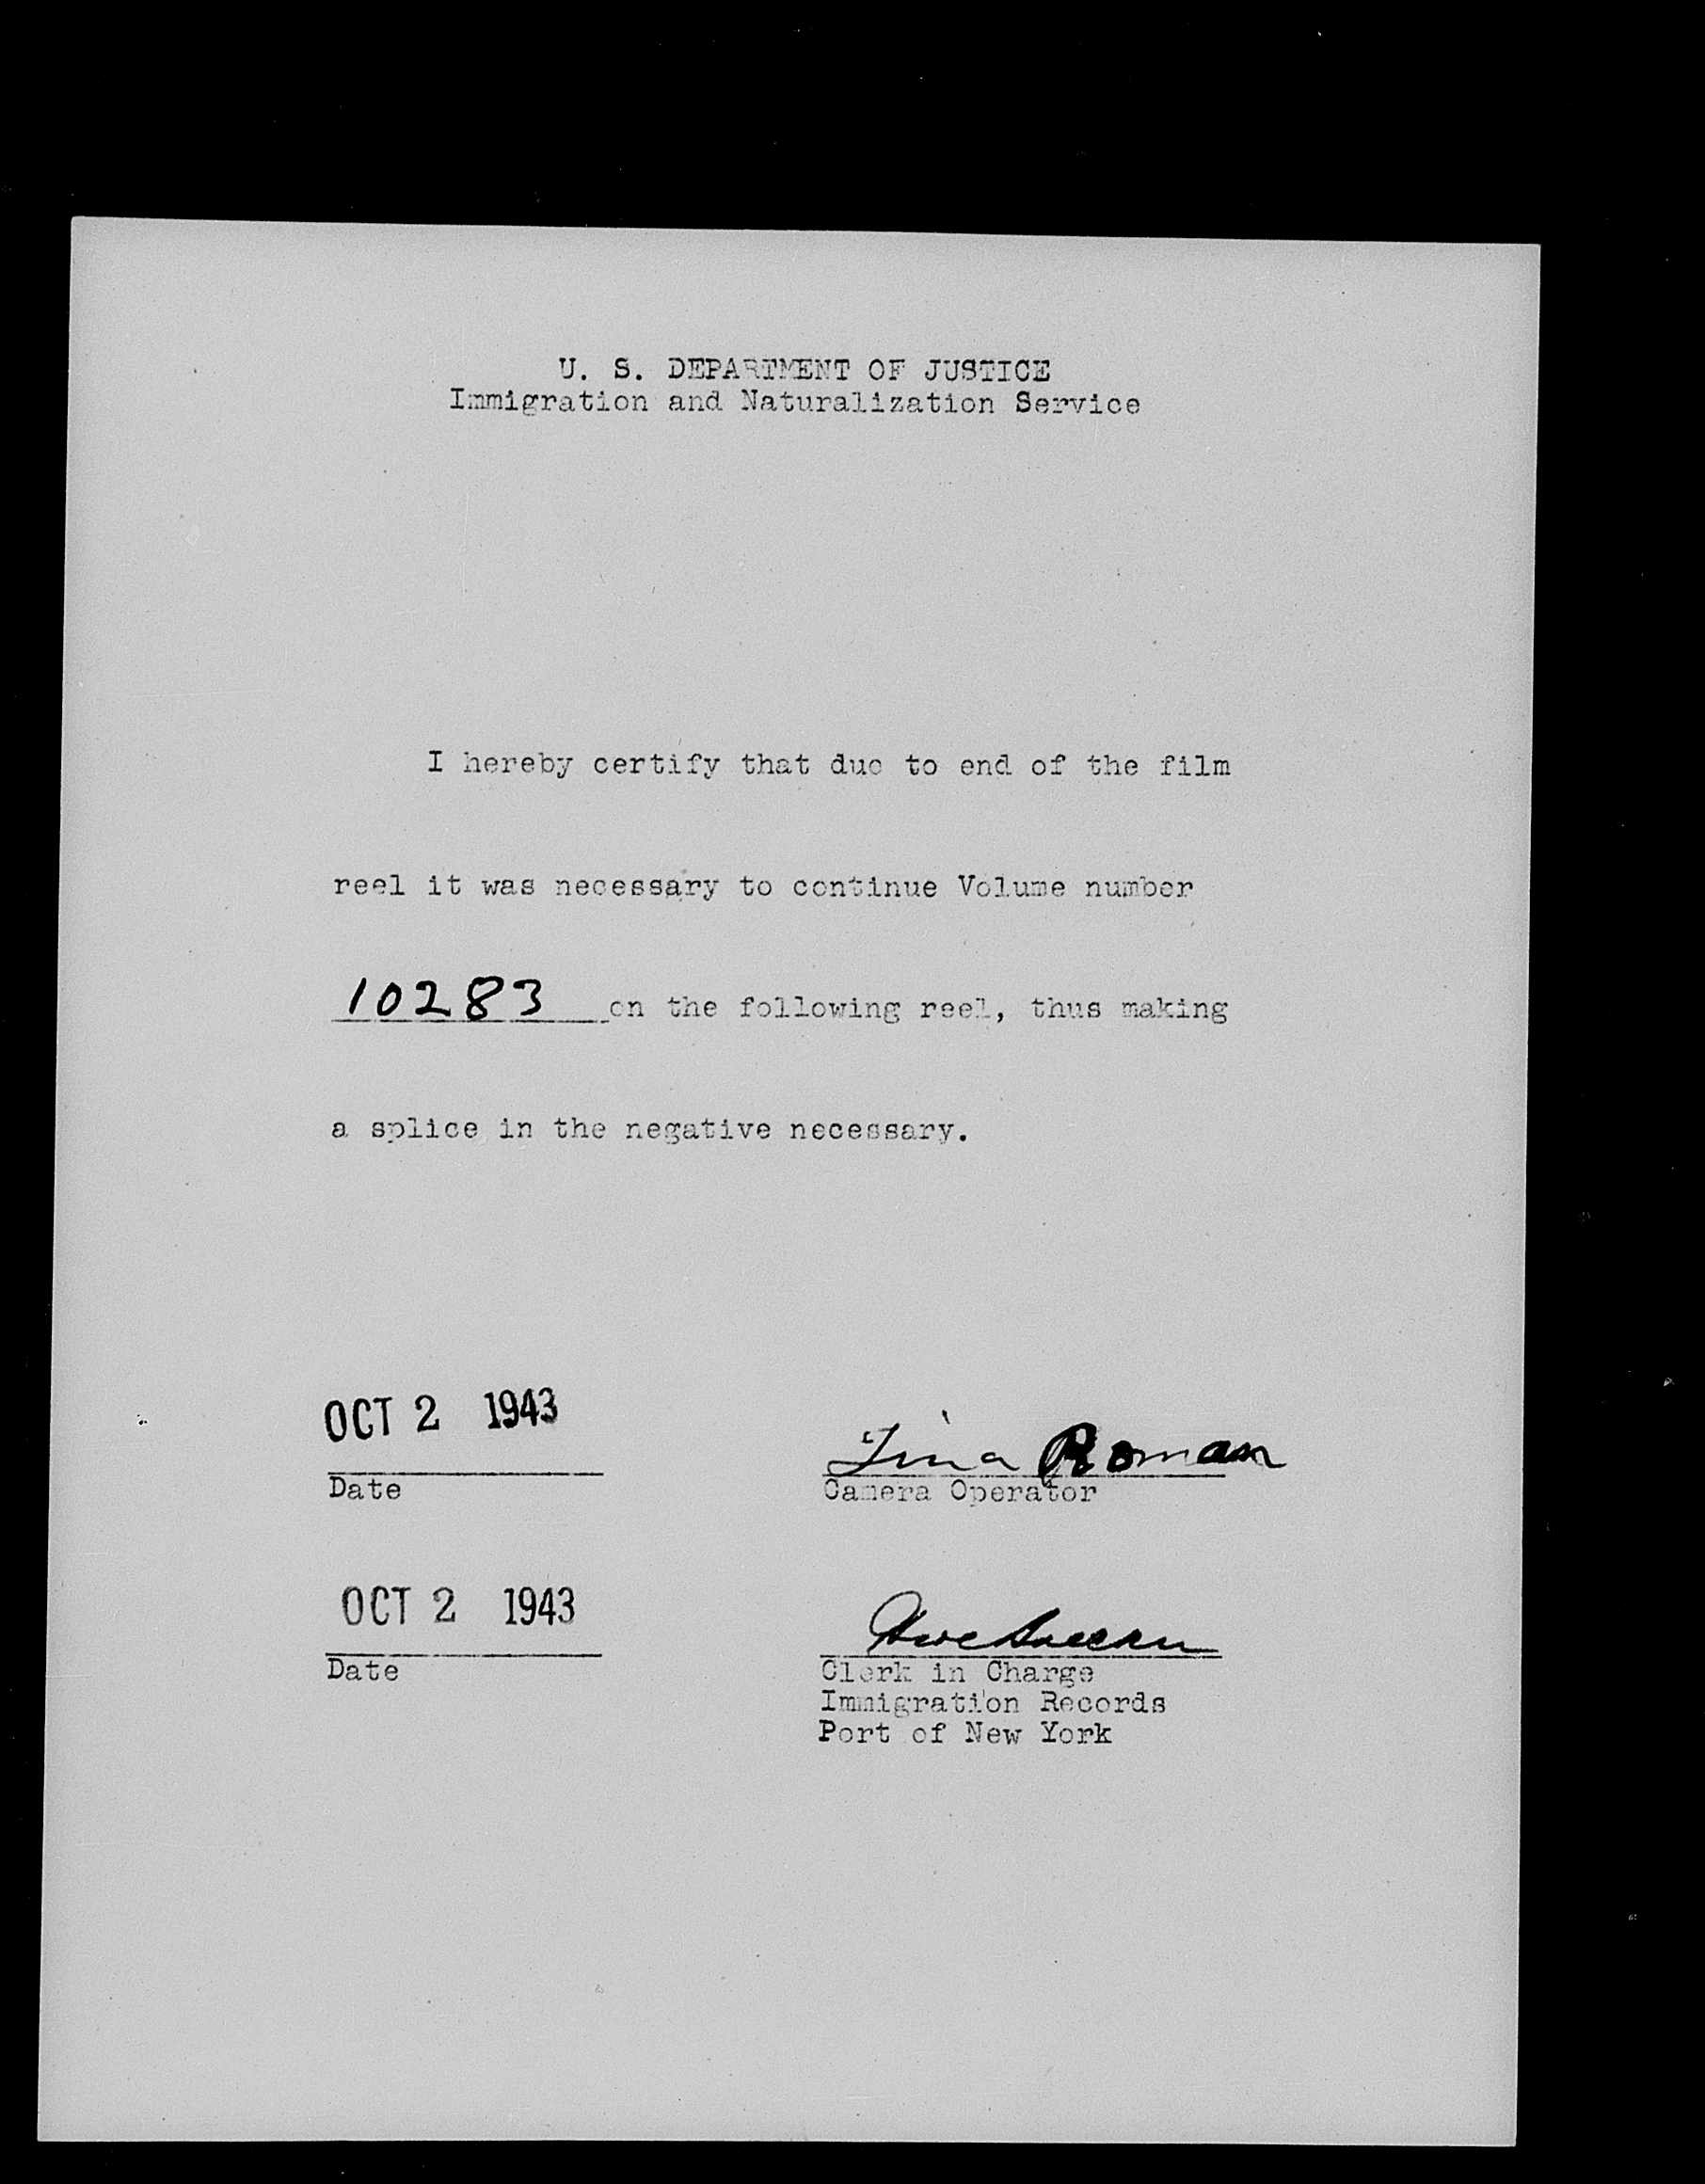 U. S. DEPARTMENT OF JUSTICE
Immigration and Naturalization Service
I hereby certify that due to end of the film
reel it was necessary to continue Volume number
10283 on the following reel, thus making
a splice in the negative necessary.
OCT 2 1943
Tina Roman
Date
Camera Operator
OCT 2 1943
Date
Clerk in Charge
Immigration Records
Port of New York